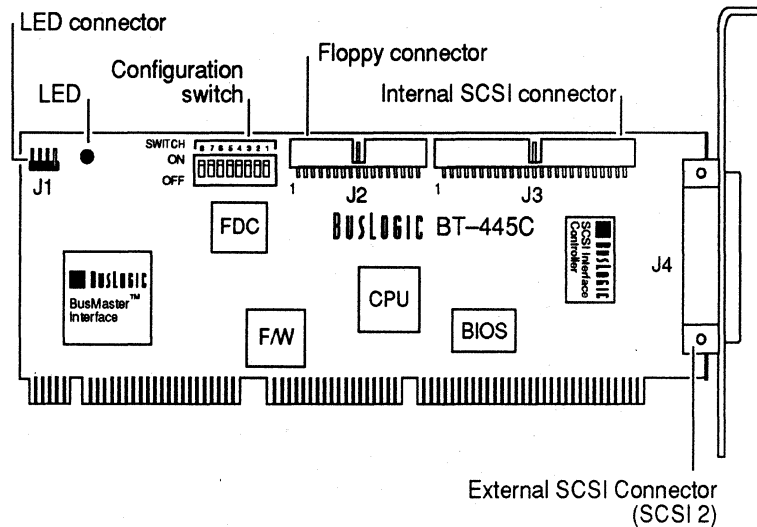 LED connector
LED
Configuration
switch
Floppy connector
Internal SCSI connector
SWITCH
8 7 6 5 4 3 2 1
ON
OFF
J1
1
J2
1
J3
FDC
BUSLOGIC BT–445C
BUSLOGIC
SCSI Interface
Controller
J4
BUSLOGIC
BusMaster™
Interface
CPU
F/W
BIOS
External SCSI Connector
(SCSI 2)